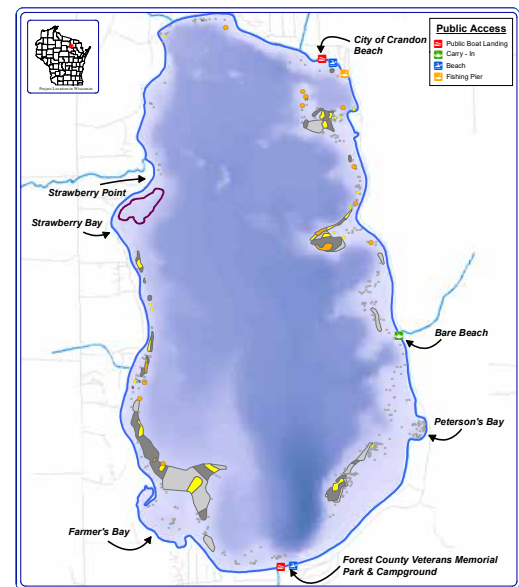 City of Crandon
Beach
Public Access
Public Boat Landing
Carry - In
Beach
Fishing Pier
Project Location in Wisconsin
Strawberry Point
Strawberry Bay
Bare Beach
Peterson's Bay
Farmer's Bay
Forest County Veterans Memorial
Park & Campground